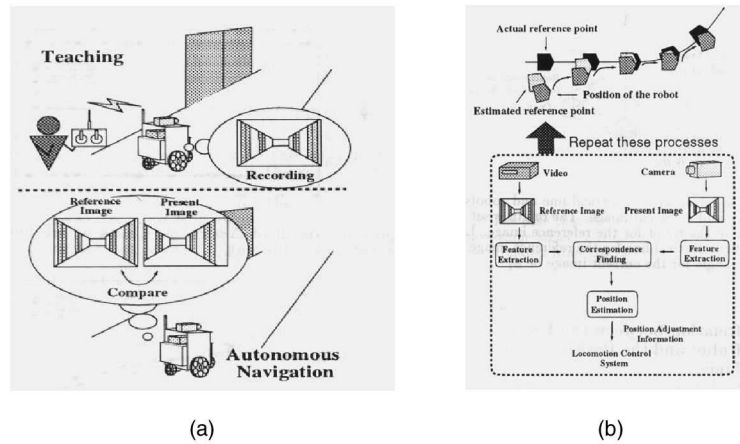 Teaching
Recording
Reference
Image
Present
Image
Compare
Autonomous
Navigation
(a)
Actual reference point
Position of the robot
Estimated reference point
Repeat these processes
Video
Camera
Reference Image
Present Image
Feature
Extraction
Correspondence
Finding
Feature
Extraction
Position
Estimation
Position Adjustment
Information
Locomotion Control
System
(b)